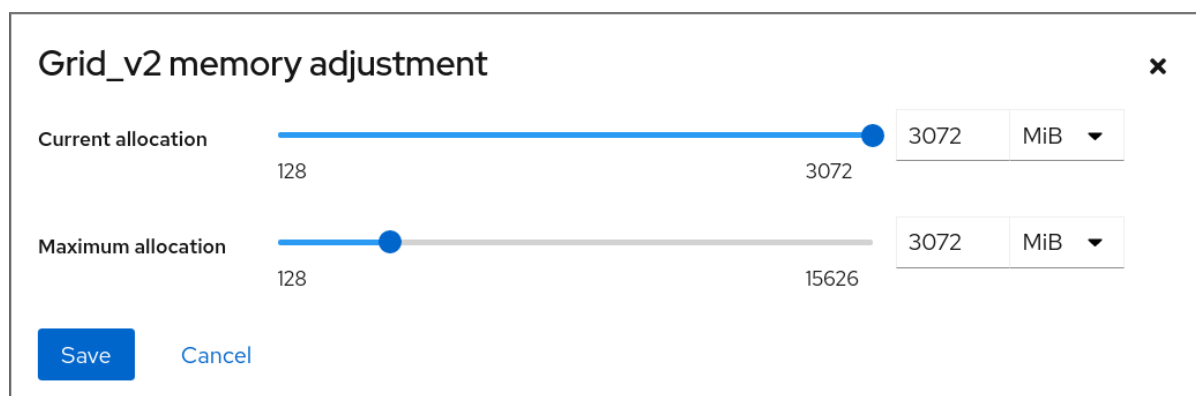 Grid_v2 memory adjustment
Current allocation
128
3072
3072 MiB
Maximum allocation
128
15626
3072 MiB
Save Cancel